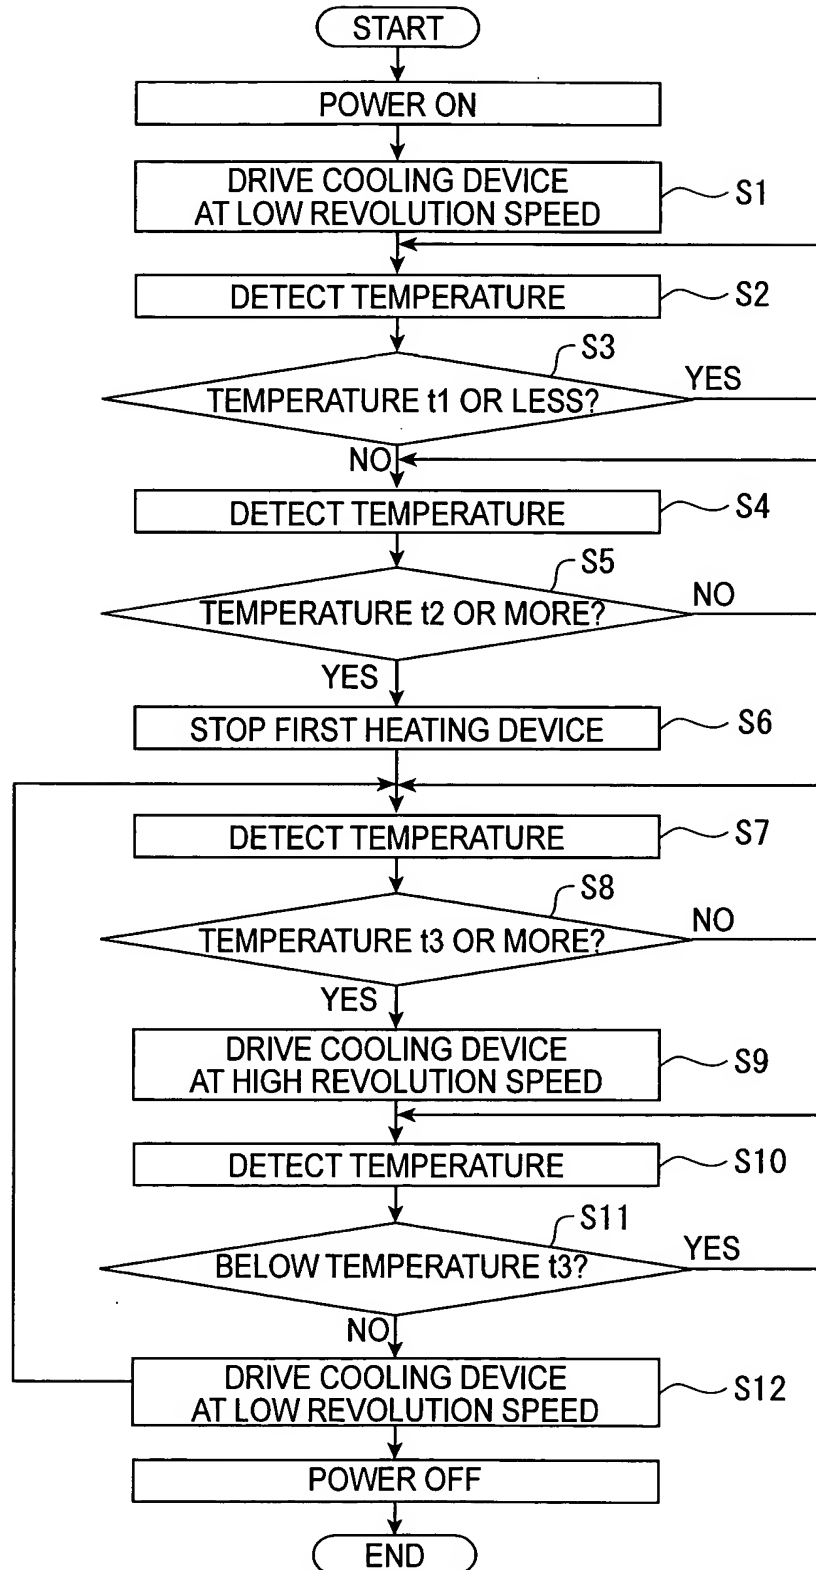 START
POWER ON
DRIVE COOLING DEVICE
AT LOW REVOLUTION SPEED
S1
DETECT TEMPERATURE
S2
S3
TEMPERATURE t1 OR LESS?
YES
NO
DETECT TEMPERATURE
S4
S5
TEMPERATURE t2 OR MORE?
NO
YES
STOP FIRST HEATING DEVICE
S6
DETECT TEMPERATURE
S7
S8
TEMPERATURE t3 OR MORE?
NO
YES
DRIVE COOLING DEVICE
AT HIGH REVOLUTION SPEED
S9
DETECT TEMPERATURE
S10
S11
BELOW TEMPERATURE t3?
YES
NO
DRIVE COOLING DEVICE
AT LOW REVOLUTION SPEED
S12
POWER OFF
END